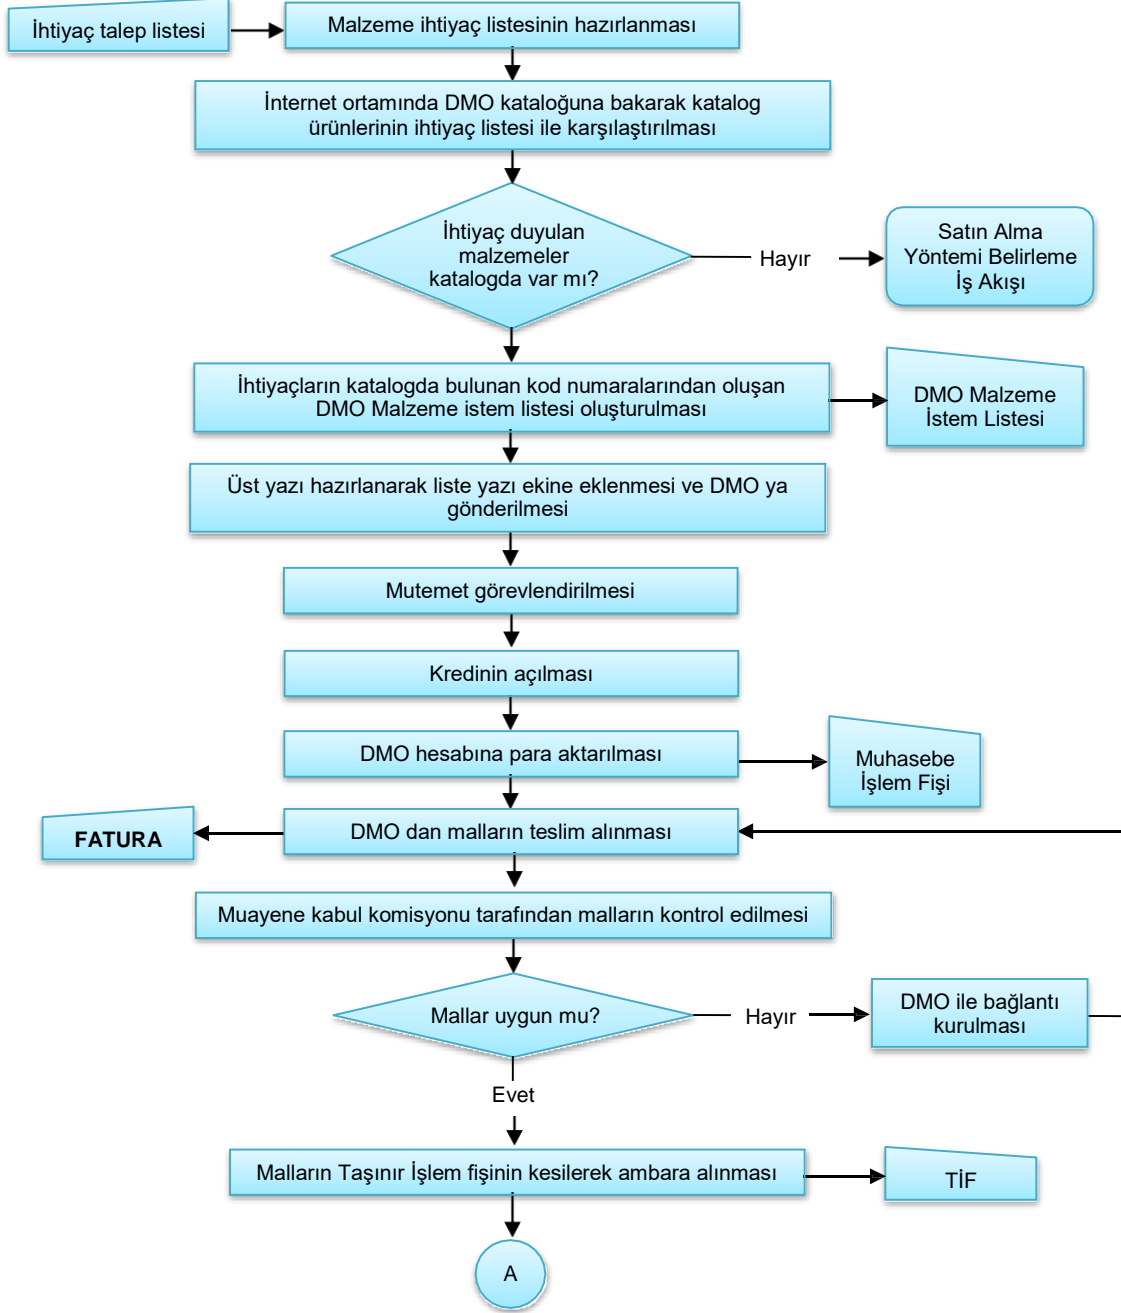 İhtiyaç talep listesi
Malzeme ihtiyaç listesinin hazırlanması
İnternet ortamında DMO kataloğuna bakarak katalog
ürünlerinin ihtiyaç listesi ile karşılaştırılması
İhtiyaç duyulan
malzemeler
katalogda var mı?
Hayır
Satın Alma
Yöntemi Belirleme
İş Akışı
İhtiyaçların katalogda bulunan kod numaralarından oluşan
DMO Malzeme istem listesi oluşturulması
DMO Malzeme
İstem Listesi
Üst yazı hazırlanarak liste yazı ekine eklenmesi ve DMO ya
gönderilmesi
Mutemet görevlendirilmesi
Kredinin açılması
DMO hesabına para aktarılması
Muhasebe
İşlem Fişi
FATURA
DMO dan malların teslim alınması
Muayene kabul komisyonu tarafından malların kontrol edilmesi
Mallar uygun mu?
Hayır
DMO ile bağlantı
kurulması
Evet
Malların Taşınır İşlem fişinin kesilerek ambara alınması
TİF
A